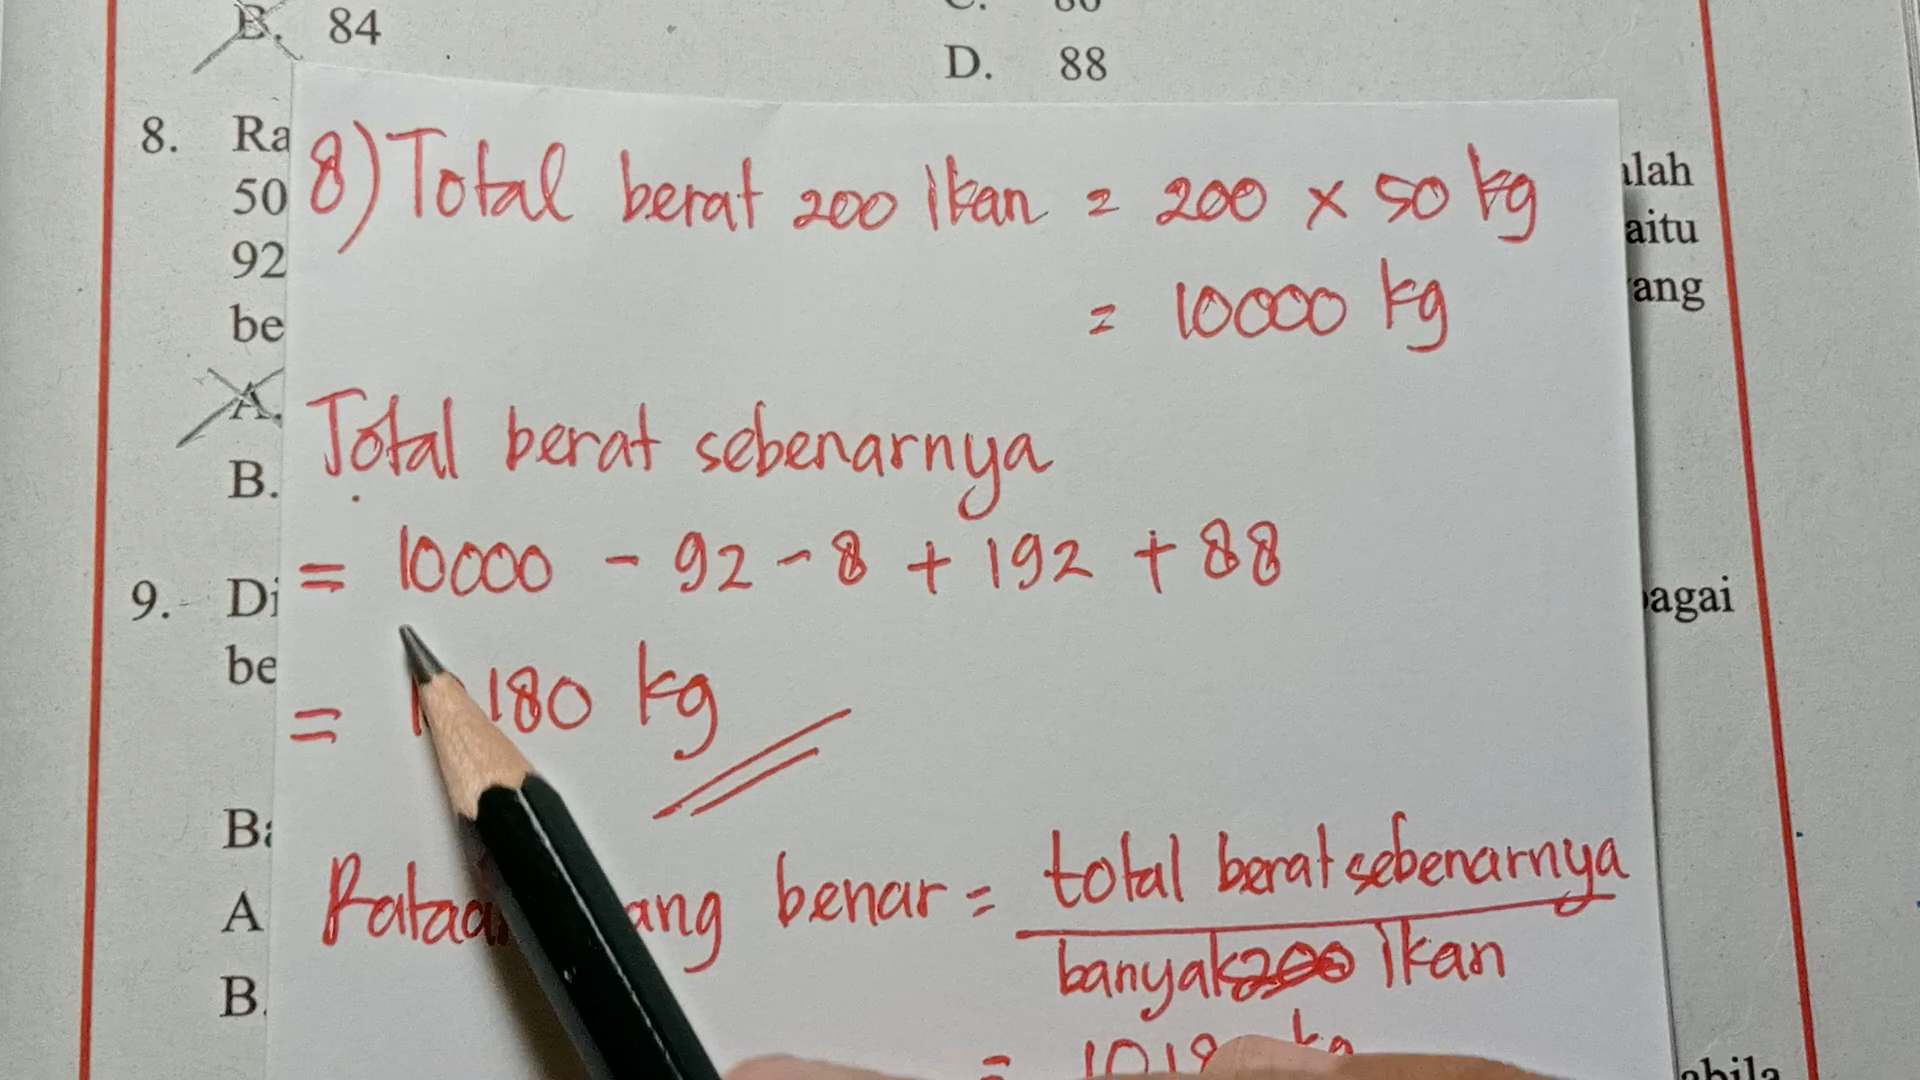 B. 84
D. 88
8. Ra
50
92
be
alah
aitu
ang
A.
B.
8) Total berat 200 ikan = 200 x 50 kg
= 10000 kg
Total berat sebenarnya
= 10000 - 92 - 8 + 192 + 88
= 180 kg
ang benar = total berat sebenarnya
banyak ikan
9. Di
be
agai
Ba
A
B.